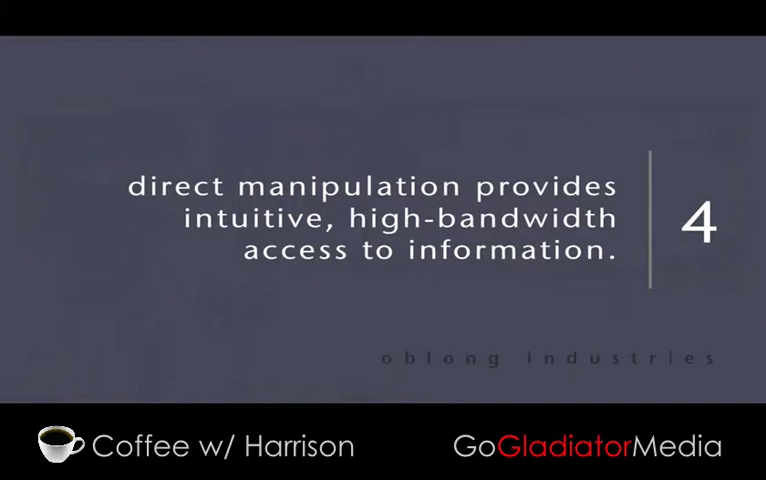 direct manipulation provides
intuitive, high-bandwidth
access to information.
4
oblong industries
Coffee w/ Harrison
GoGladiatorMedia